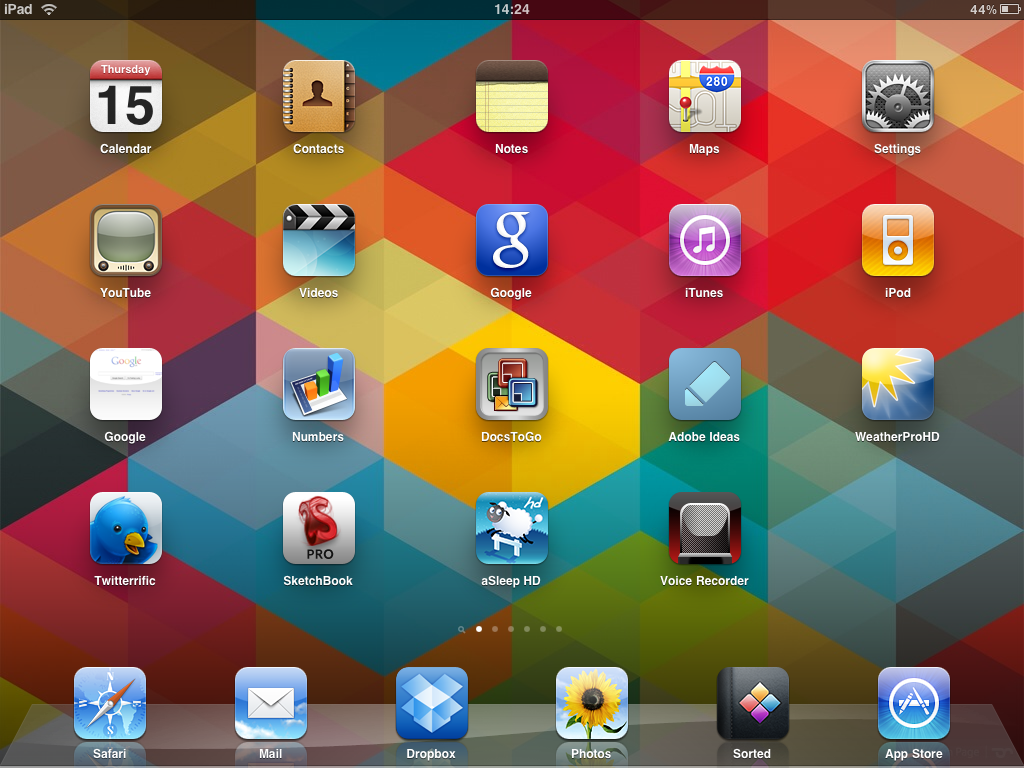 iPad 14:24 44%
Thursday
15
280
Calendar Contacts Notes Maps Settings
g
YouTube Videos Google iTunes iPod
Google
Google Numbers DocsToGo Adobe Ideas WeatherProHD
hd
PRO
Twitterrific SketchBook aSleep HD Voice Recorder
N
S
Safari Mail Dropbox Photos Sorted App Store